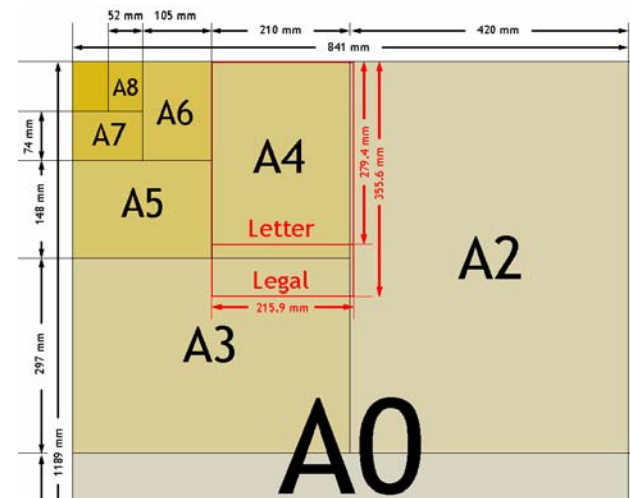 52 mm
105 mm
210 mm
420 mm
841 mm
A8
A7
A6
A5
A4
Letter
Legal
215.9 mm
279.4 mm
355.6 mm
A2
A3
A0
74 mm
148 mm
297 mm
1189 mm